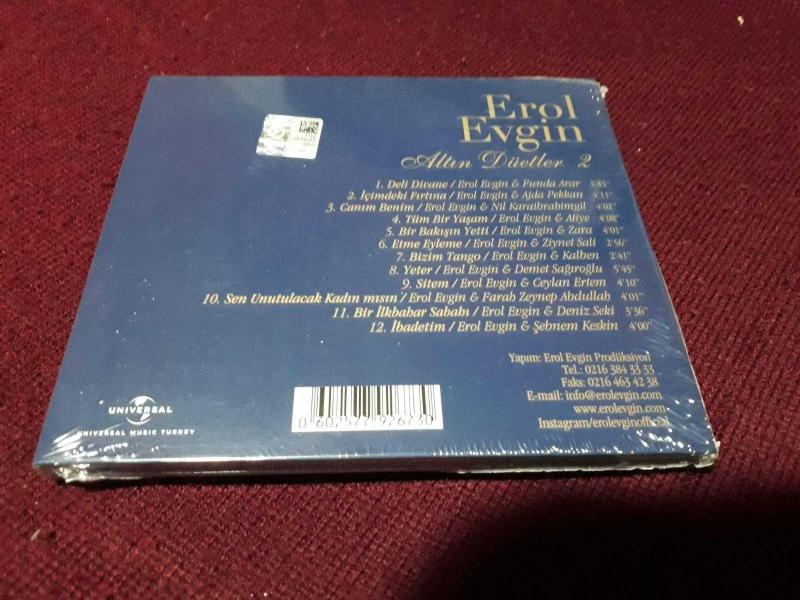 Erol
Evgin
Altın Düetler 2
1. Deli Divane / Erol Evgin & Funda Arar 3'43"
2. İçimdeki Fırtına / Erol Evgin & Ajda Pekkan 4'11"
3. Canım Benim / Erol Evgin & Nil Karaibrahimgil 4'01"
4. Tüm Bir Yaşam / Erol Evgin & Atiye 4'08"
5. Bir Bakışın Yetti / Erol Evgin & Zara 4'01"
6. Etme Eyleme / Erol Evgin & Ziynet Sali 2'56"
7. Bizim Tango / Erol Evgin & Kalben 2'41"
8. Yeter / Erol Evgin & Demet Sağıroğlu 5'45"
9. Sitem / Erol Evgin & Ceylan Ertem 4'10"
10. Sen Unutulacak Kadın mısın / Erol Evgin & Farah Zeynep Abdullah 4'01"
11. Bir İlkbahar Sabahı / Erol Evgin & Deniz Seki 3'36"
12. İbadetim / Erol Evgin & Şebnem Keskin 4'00"
Yapım: Erol Evgin Prodüksiyon
Tel.: 0216 384 33 33
Faks: 0216 463 42 38
E-mail: info@erolevgin.com
www.erolevgin.com
Instagram/erolevginofficial
UNIVERSAL
UNIVERSAL MUSIC TURKEY
0 602577 926730